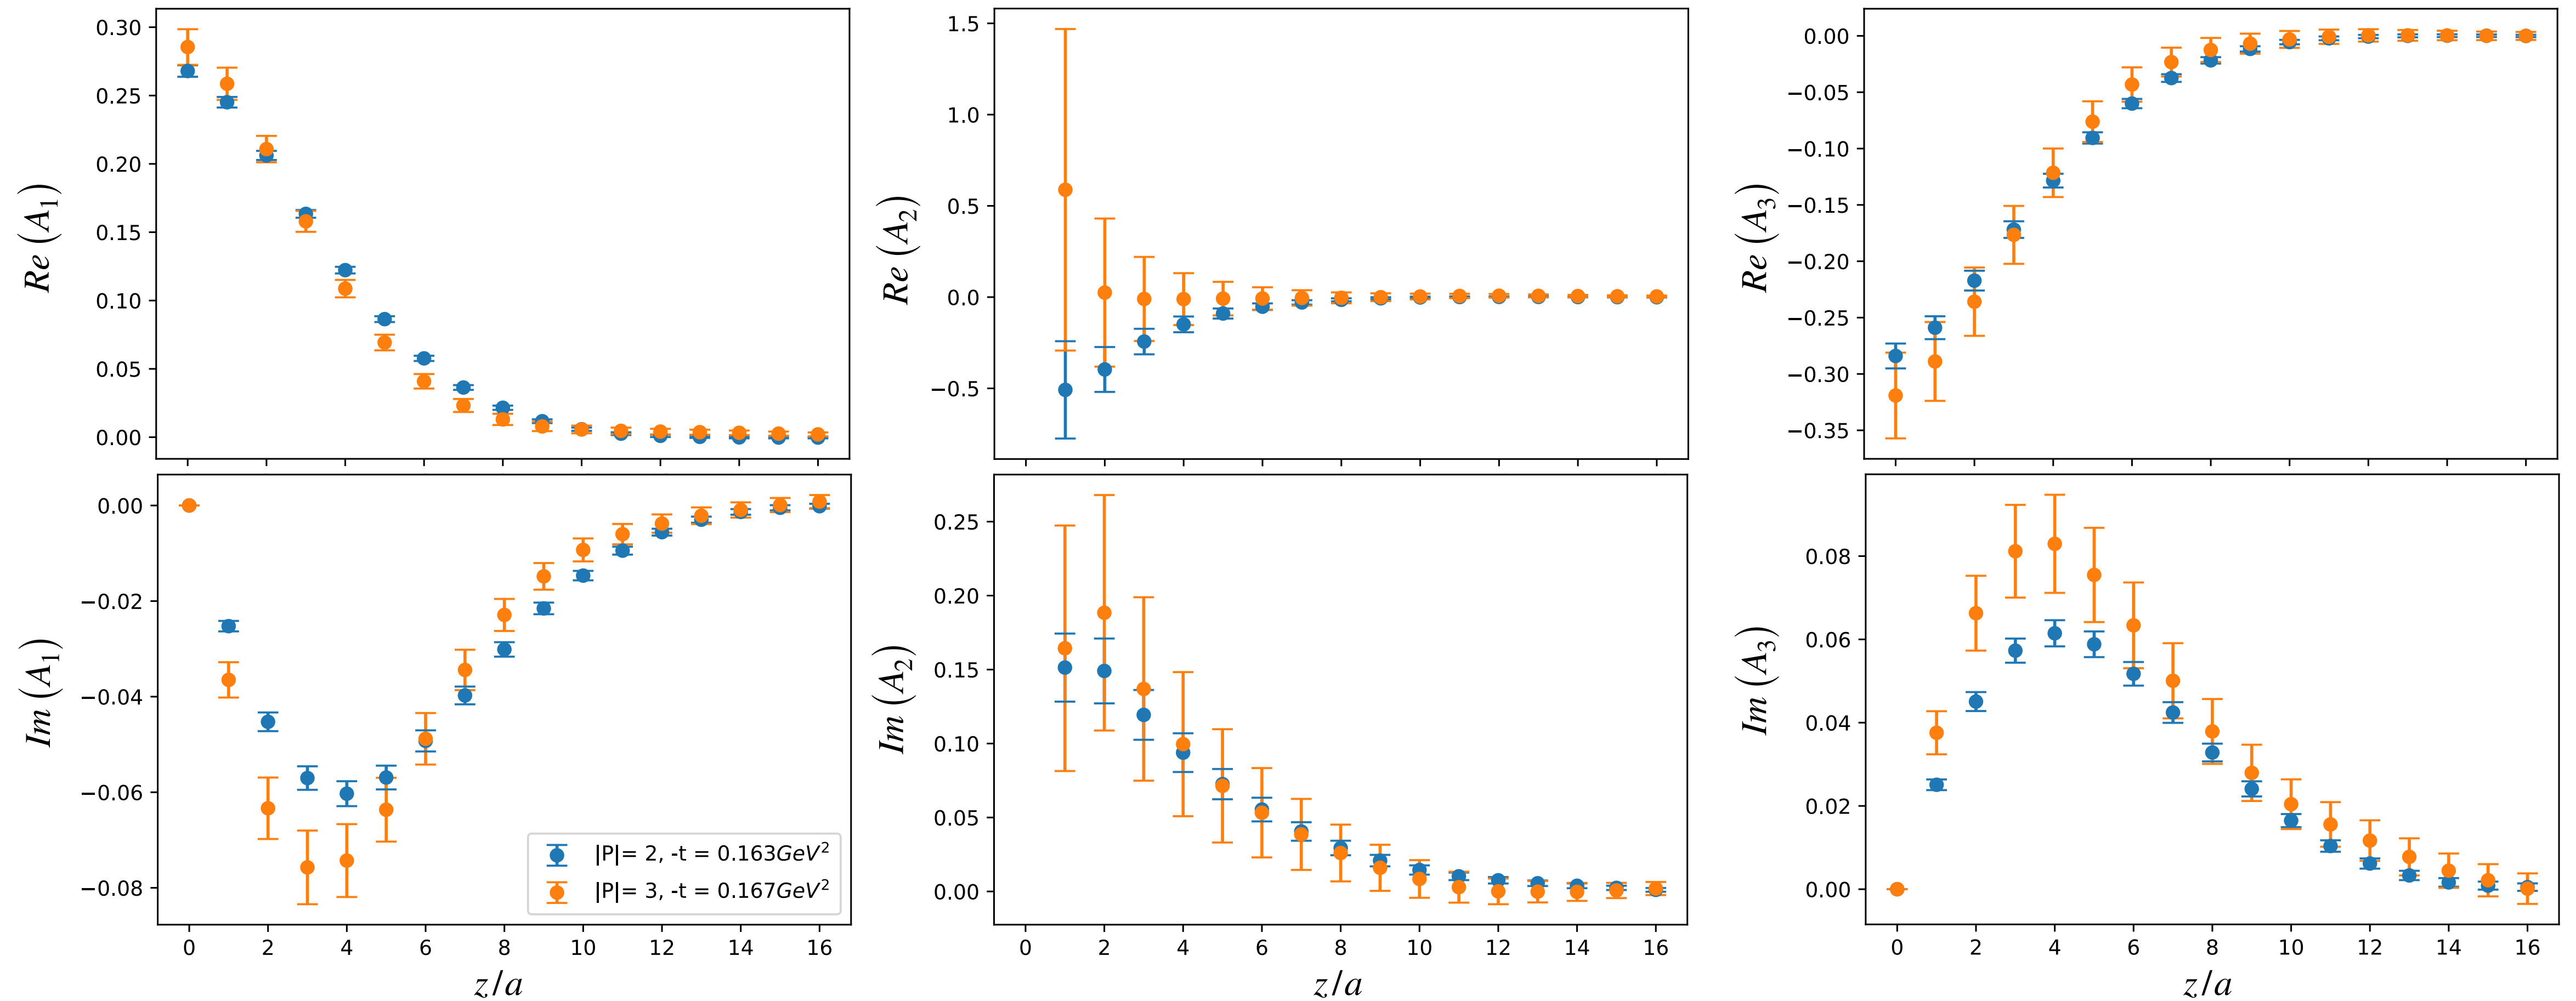 Re (A₁)
0.30
0.25
0.20
0.15
0.10
0.05
0.00
Re (A₂)
1.5
1.0
0.5
0.0
−0.5
Re (A₃)
0.00
−0.05
−0.10
−0.15
−0.20
−0.25
−0.30
−0.35
Im (A₁)
0.00
−0.02
−0.04
−0.06
−0.08
|P|= 2, -t = 0.163GeV²
|P|= 3, -t = 0.167GeV²
0 2 4 6 8 10 12 14 16
z/a
Im (A₂)
0.25
0.20
0.15
0.10
0.05
0.00
0 2 4 6 8 10 12 14 16
z/a
Im (A₃)
0.08
0.06
0.04
0.02
0.00
0 2 4 6 8 10 12 14 16
z/a